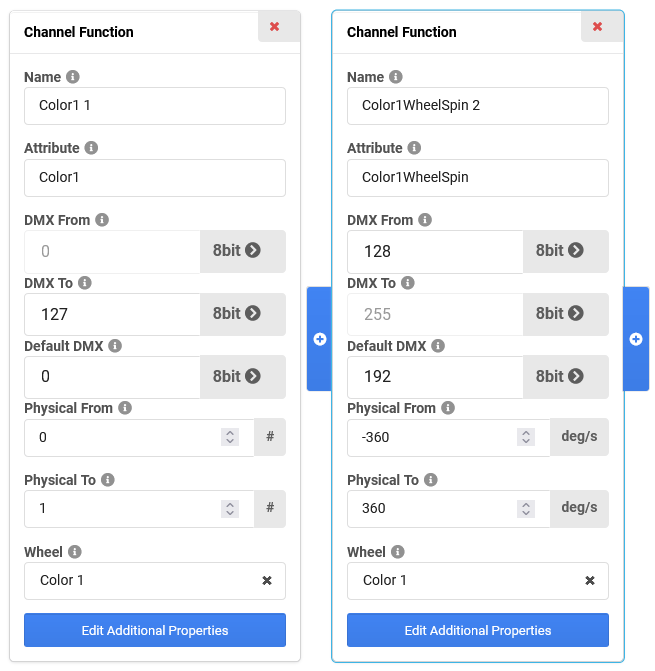 Channel Function
Name
Color1 1
Attribute
Color1
DMX From
0 8bit
DMX To
127 8bit
Default DMX
0 8bit
Physical From
0 #
Physical To
1 #
Wheel
Color 1
Edit Additional Properties
Channel Function
Name
Color1WheelSpin 2
Attribute
Color1WheelSpin
DMX From
128 8bit
DMX To
255 8bit
Default DMX
192 8bit
Physical From
-360 deg/s
Physical To
360 deg/s
Wheel
Color 1
Edit Additional Properties